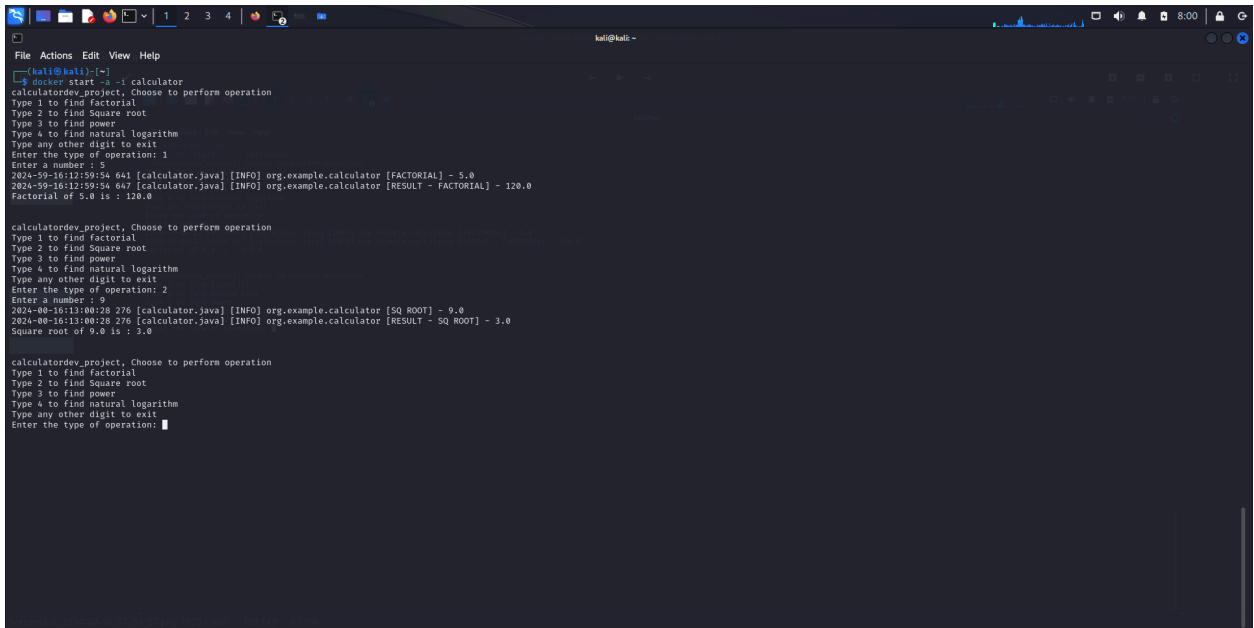 1 2 3 4
2
8:00
kali@kali: ~
File Actions Edit View Help
(kali㉿kali)-[~]
$ docker start -a -i calculator
calculatordev_project, Choose to perform operation
Type 1 to find factorial
Type 2 to find Square root
Type 3 to find power
Type 4 to find natural logarithm
Type any other digit to exit
Enter the type of operation: 1
Enter a number : 5
2024-59-16:12:59:54 641 [calculator.java] [INFO] org.example.calculator [FACTORIAL] - 5.0
2024-59-16:12:59:54 647 [calculator.java] [INFO] org.example.calculator [RESULT - FACTORIAL] - 120.0
Factorial of 5.0 is : 120.0
calculatordev_project, Choose to perform operation
Type 1 to find factorial
Type 2 to find Square root
Type 3 to find power
Type 4 to find natural logarithm
Type any other digit to exit
Enter the type of operation: 2
Enter a number : 9
2024-00-16:13:00:28 276 [calculator.java] [INFO] org.example.calculator [SQ ROOT] - 9.0
2024-00-16:13:00:28 276 [calculator.java] [INFO] org.example.calculator [RESULT - SQ ROOT] - 3.0
Square root of 9.0 is : 3.0
calculatordev_project, Choose to perform operation
Type 1 to find factorial
Type 2 to find Square root
Type 3 to find power
Type 4 to find natural logarithm
Type any other digit to exit
Enter the type of operation: